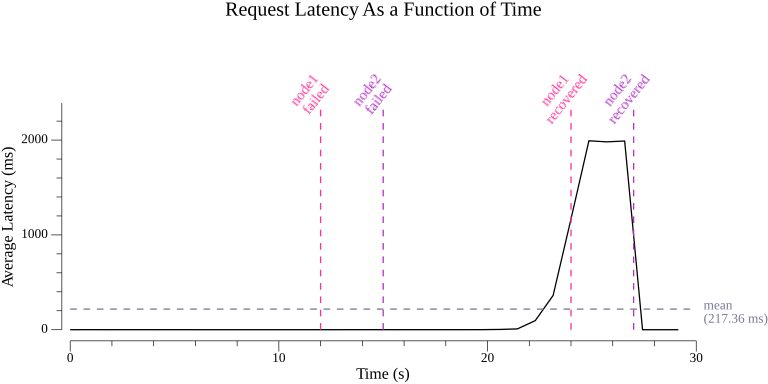 Request Latency As a Function of Time
node1
failed
node2
failed
node1
recovered
node2
recovered
Average Latency (ms)
2000
1000
0
mean
(217.36 ms)
0
10
20
30
Time (s)